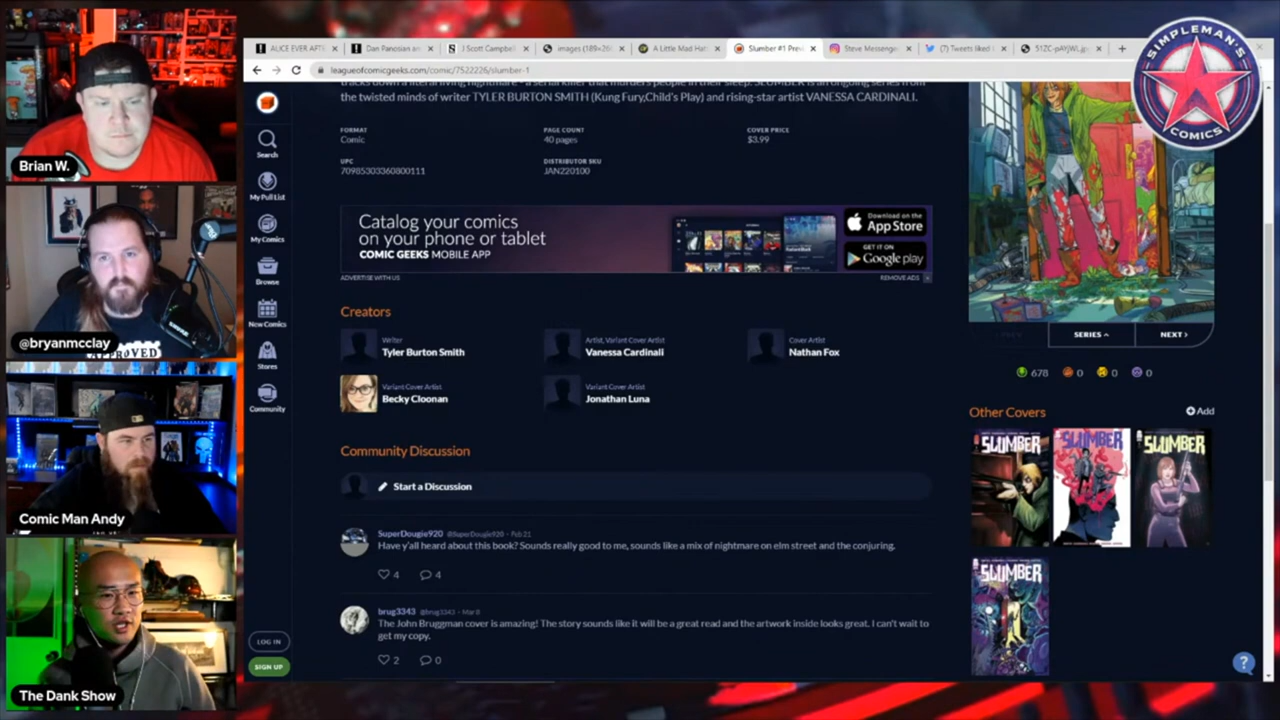 ALICE EVER AFT
Dan Panosian an
J Scott Campbell
images (189×26
A Little Mad Hat
Slumber #1 Prev
Steve Messenger
(7) Tweets liked
leagueofcomicgeeks.com/comic/7522226/slumber-1
SIMPLEMAN'S
COMICS
the twisted minds of writer TYLER BURTON SMITH (Kung Fury,Child's Play) and rising-star artist VANESSA CARDINALI.
FORMAT
Comic
PAGE COUNT
40 pages
COVER PRICE
$3.99
UPC
70985303360800111
DISTRIBUTOR SKU
JAN220100
Search
My Pull List
My Comics
Browse
New Comics
Stores
Community
LOG IN
SIGN UP
Catalog your comics
on your phone or tablet
COMIC GEEKS MOBILE APP
Download on the
App Store
GET IT ON
Google play
ADVERTISE WITH US
REMOVE ADS
Creators
Writer
Tyler Burton Smith
Artist, Variant Cover Artist
Vanessa Cardinali
Cover Artist
Nathan Fox
Variant Cover Artist
Becky Cloonan
Variant Cover Artist
Jonathan Luna
Community Discussion
Start a Discussion
SuperDougie920 @SuperDougie920 - Feb 21
Have y'all heard about this book? Sounds really good to me, sounds like a mix of nightmare on elm street and the conjuring.
4
4
brug3343 @brug3343 - Mar 8
The John Bruggman cover is amazing! The story sounds like it will be a great read and the artwork inside looks great. I can't wait to
get my copy.
2
0
SERIES
NEXT
678
0
0
0
Other Covers
Add
SLUMBER
SLUMBER
SLUMBER
SLUMBER
?
Brian W.
@bryanmcclay
APPROVED
Comic Man Andy
The Dank Show